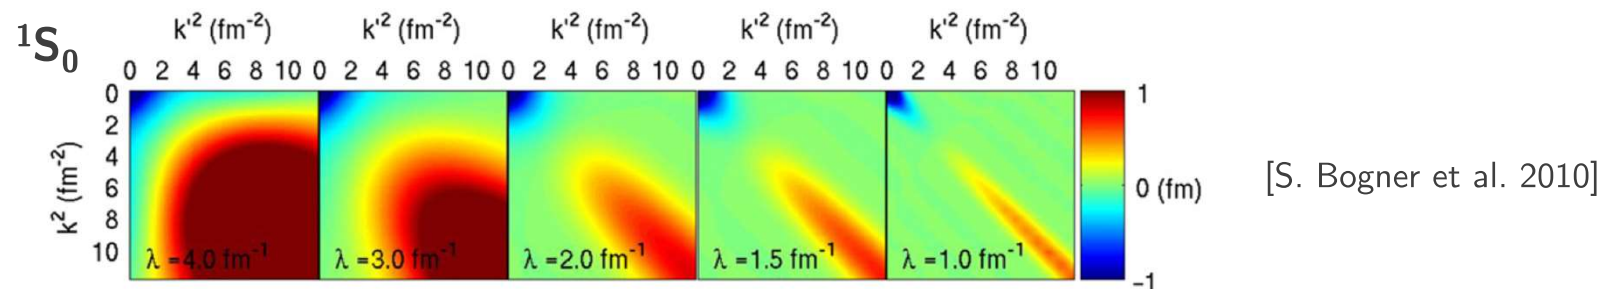 ¹S₀
k'² (fm⁻²) k'² (fm⁻²) k'² (fm⁻²) k'² (fm⁻²) k'² (fm⁻²)
0 2 4 6 8 10 0 2 4 6 8 10 0 2 4 6 8 10 0 2 4 6 8 10 0 2 4 6 8 10
k² (fm⁻²)
0
2
4
6
8
10
λ =4.0 fm⁻¹ λ =3.0 fm⁻¹ λ =2.0 fm⁻¹ λ =1.5 fm⁻¹ λ =1.0 fm⁻¹
1
0 (fm)
−1
[S. Bogner et al. 2010]